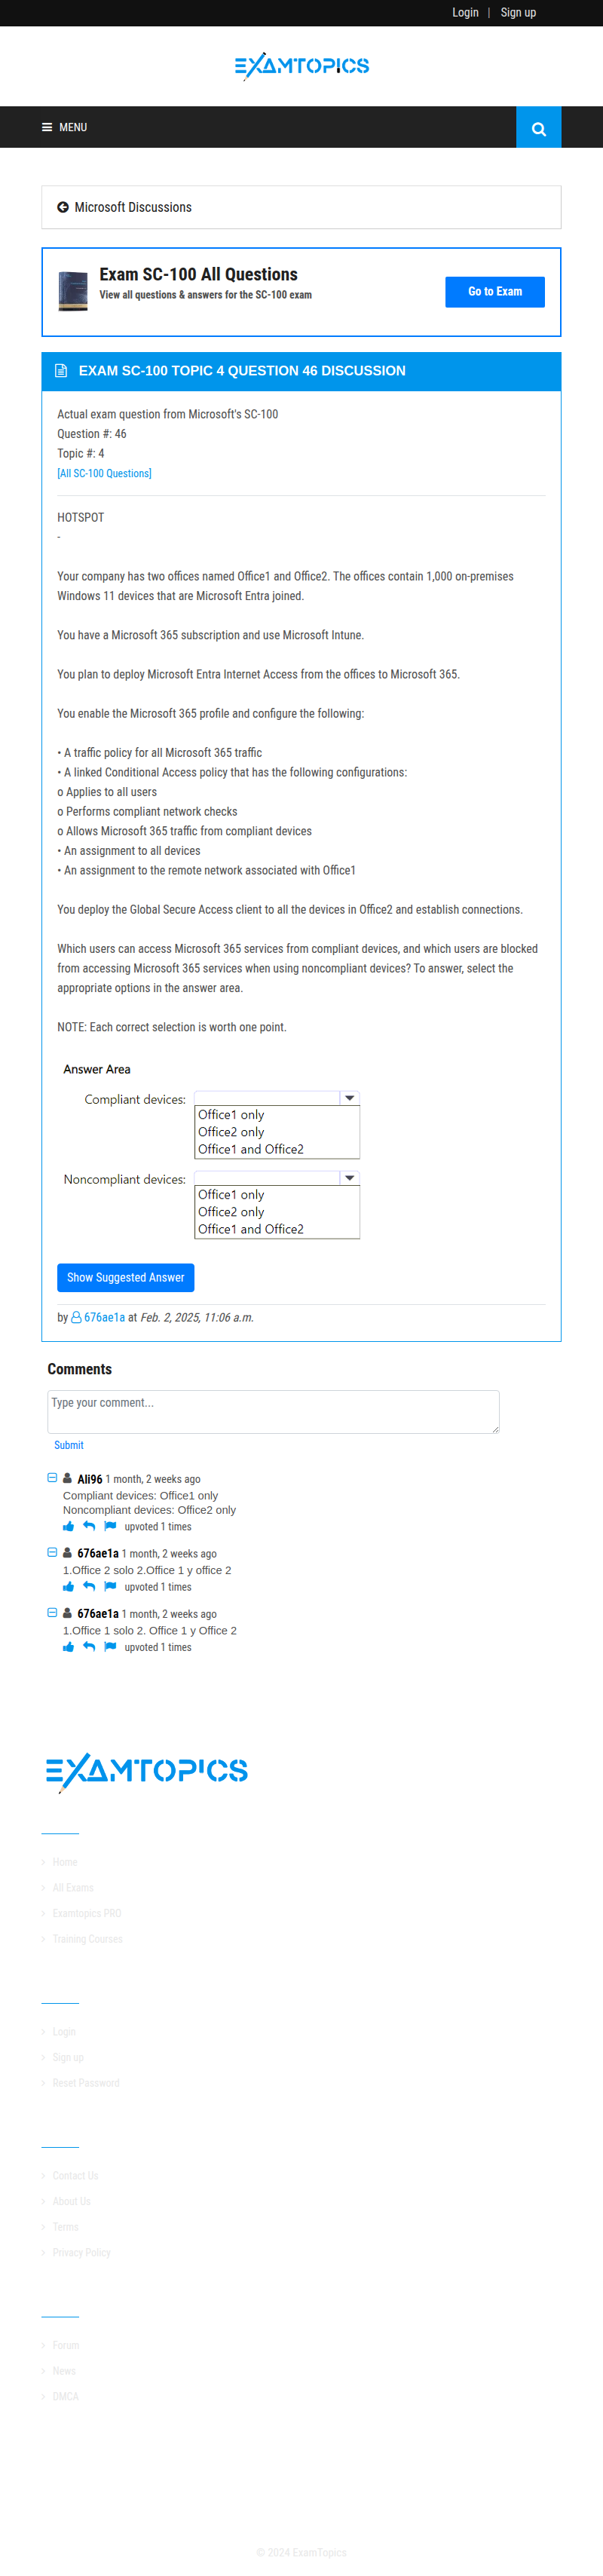 Login | Sign up
EXAMTOPICS
MENU
Microsoft Discussions
Exam SC-100 All Questions
View all questions & answers for the SC-100 exam
Go to Exam
EXAM SC-100 TOPIC 4 QUESTION 46 DISCUSSION
Actual exam question from Microsoft's SC-100
Question #: 46
Topic #: 4
[All SC-100 Questions]
HOTSPOT
-
Your company has two offices named Office1 and Office2. The offices contain 1,000 on-premises
Windows 11 devices that are Microsoft Entra joined.
You have a Microsoft 365 subscription and use Microsoft Intune.
You plan to deploy Microsoft Entra Internet Access from the offices to Microsoft 365.
You enable the Microsoft 365 profile and configure the following:
• A traffic policy for all Microsoft 365 traffic
• A linked Conditional Access policy that has the following configurations:
o Applies to all users
o Performs compliant network checks
o Allows Microsoft 365 traffic from compliant devices
• An assignment to all devices
• An assignment to the remote network associated with Office1
You deploy the Global Secure Access client to all the devices in Office2 and establish connections.
Which users can access Microsoft 365 services from compliant devices, and which users are blocked
from accessing Microsoft 365 services when using noncompliant devices? To answer, select the
appropriate options in the answer area.
NOTE: Each correct selection is worth one point.
Answer Area
Compliant devices:
Office1 only
Office2 only
Office1 and Office2
Noncompliant devices:
Office1 only
Office2 only
Office1 and Office2
Show Suggested Answer
by 676ae1a at Feb. 2, 2025, 11:06 a.m.
Comments
Type your comment...
Submit
Ali96 1 month, 2 weeks ago
Compliant devices: Office1 only
Noncompliant devices: Office2 only
upvoted 1 times
676ae1a 1 month, 2 weeks ago
1.Office 2 solo 2.Office 1 y office 2
upvoted 1 times
676ae1a 1 month, 2 weeks ago
1.Office 1 solo 2. Office 1 y Office 2
upvoted 1 times
EXAMTOPICS
Home
All Exams
Examtopics PRO
Training Courses
Login
Sign up
Reset Password
Contact Us
About Us
Terms
Privacy Policy
Forum
News
DMCA
© 2024 ExamTopics